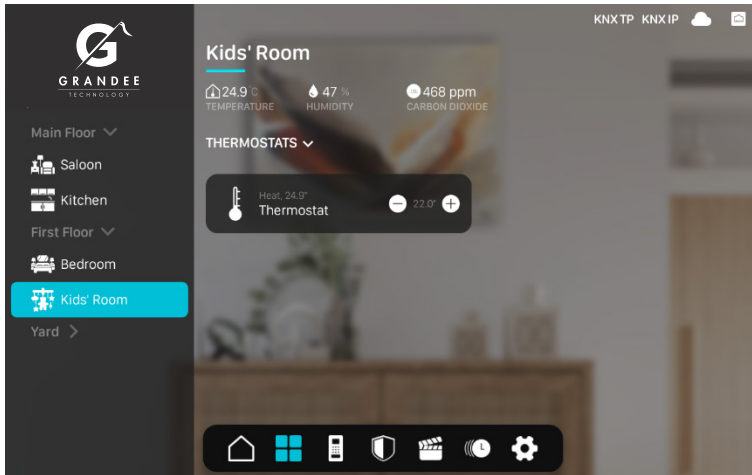 KNX TP KNX IP
GRANDEE
TECHNOLOGY
Main Floor
Saloon
Kitchen
First Floor
Bedroom
Kids' Room
Yard
Kids' Room
24.9°C
TEMPERATURE
47 %
HUMIDITY
468 ppm
CARBON DIOXIDE
THERMOSTATS
Heat, 24.9°
Thermostat
22.0°